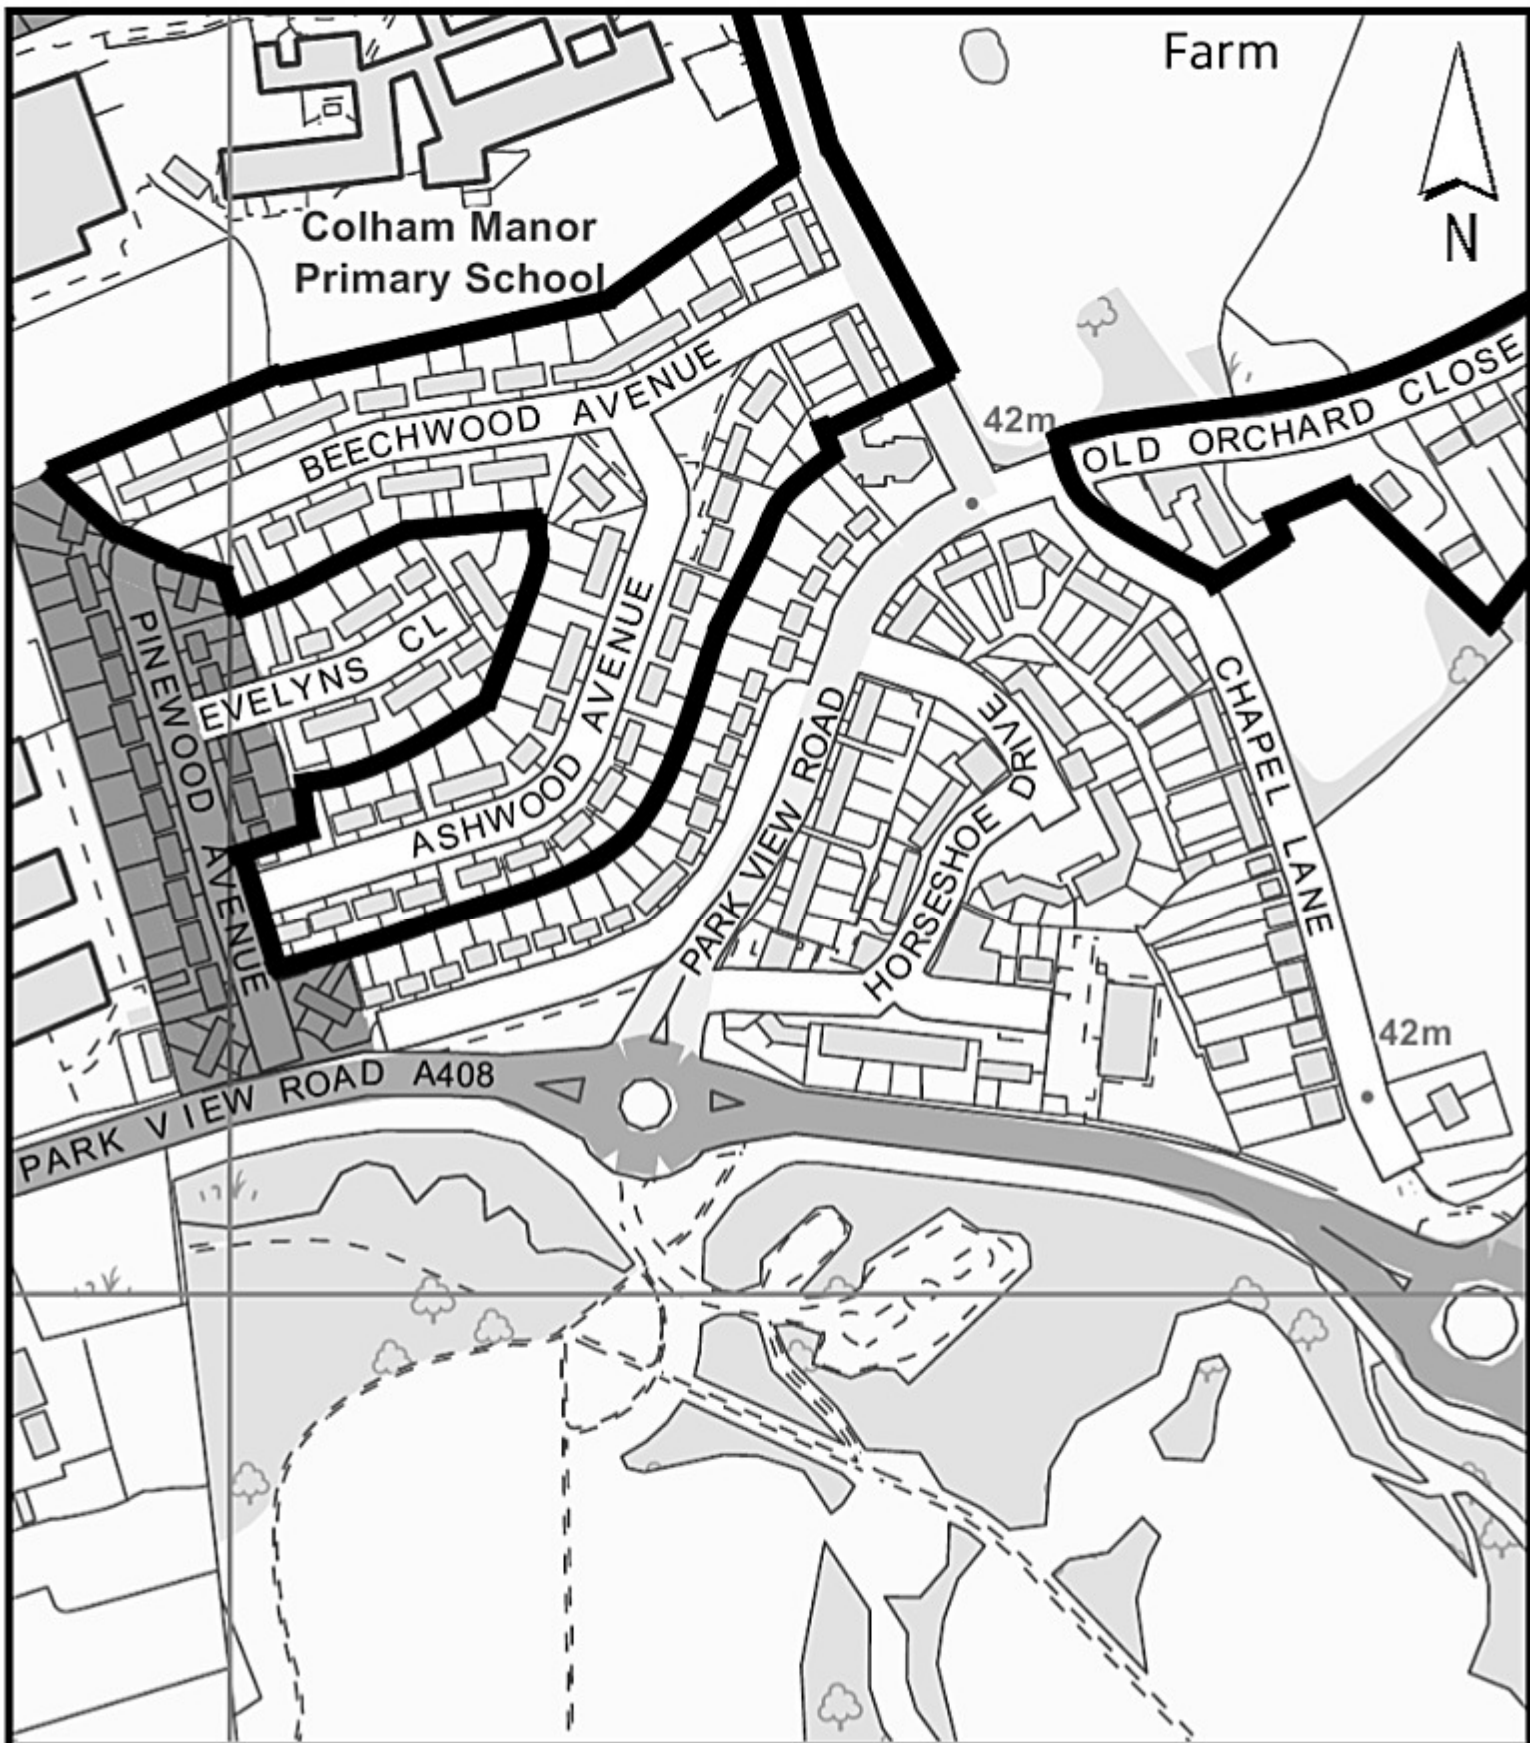 Farm
N
Colham Manor
Primary School
BEECHWOOD AVENUE
42m
OLD ORCHARD CLOSE
PINEWOOD AVENUE
EVELYNS CL
ASHWOOD AVENUE
PARK VIEW ROAD
HORSESHOE DRIVE
CHAPEL LANE
42m
PARK VIEW ROAD A408